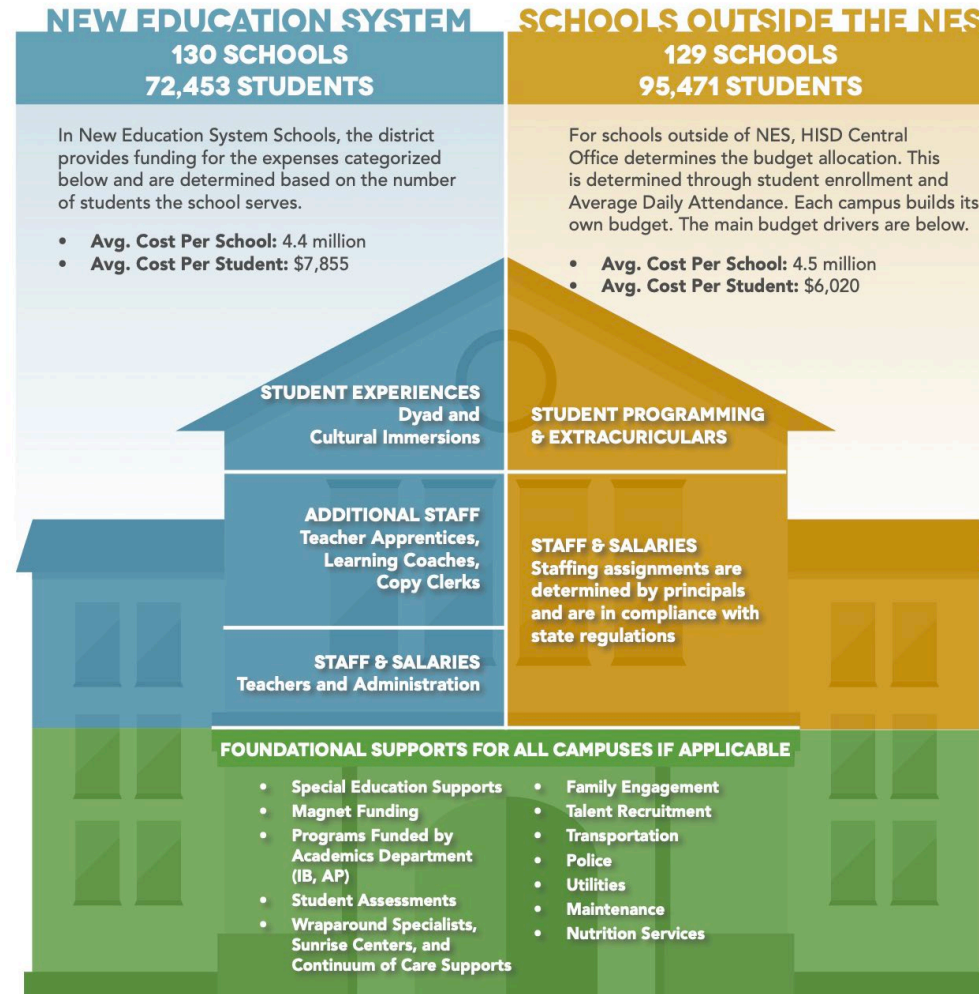 NEW EDUCATION SYSTEM
130 SCHOOLS
72,453 STUDENTS
In New Education System Schools, the district
provides funding for the expenses categorized
below and are determined based on the number
of students the school serves.
• Avg. Cost Per School: 4.4 million
• Avg. Cost Per Student: $7,855
SCHOOLS OUTSIDE THE NES
129 SCHOOLS
95,471 STUDENTS
For schools outside of NES, HISD Central
Office determines the budget allocation. This
is determined through student enrollment and
Average Daily Attendance. Each campus builds its
own budget. The main budget drivers are below.
• Avg. Cost Per School: 4.5 million
• Avg. Cost Per Student: $6,020
STUDENT EXPERIENCES
Dyad and
Cultural Immersions
ADDITIONAL STAFF
Teacher Apprentices,
Learning Coaches,
Copy Clerks
STAFF & SALARIES
Teachers and Administration
STUDENT PROGRAMMING
& EXTRACURICULARS
STAFF & SALARIES
Staffing assignments are
determined by principals
and are in compliance with
state regulations
FOUNDATIONAL SUPPORTS FOR ALL CAMPUSES IF APPLICABLE
• Special Education Supports
• Magnet Funding
• Programs Funded by
Academics Department
(IB, AP)
• Student Assessments
• Wraparound Specialists,
Sunrise Centers, and
Continuum of Care Supports
• Family Engagement
• Talent Recruitment
• Transportation
• Police
• Utilities
• Maintenance
• Nutrition Services